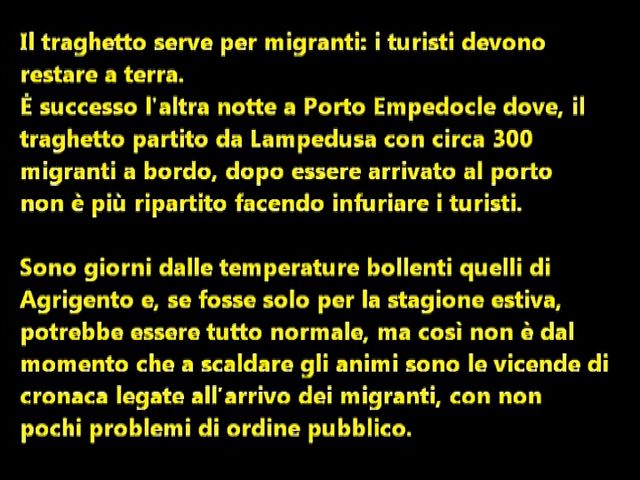 Il traghetto serve per migranti: i turisti devono
restare a terra.
È successo l'altra notte a Porto Empedocle dove, il
traghetto partito da Lampedusa con circa 300
migranti a bordo, dopo essere arrivato al porto
non è più ripartito facendo infuriare i turisti.
Sono giorni dalle temperature bollenti quelli di
Agrigento e, se fosse solo per la stagione estiva,
potrebbe essere tutto normale, ma così non è dal
momento che a scaldare gli animi sono le vicende di
cronaca legate all'arrivo dei migranti, con non
pochi problemi di ordine pubblico.